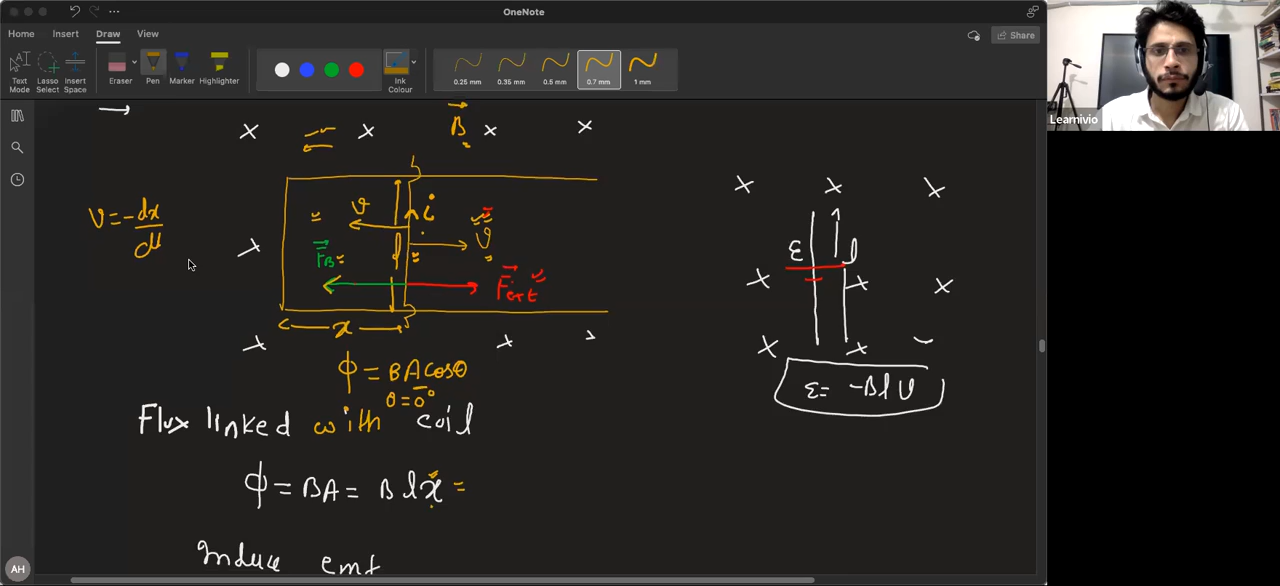 OneNote
Home Insert Draw View
Share
Text Mode
Lasso Select
Insert Space
Eraser
Pen
Marker
Highlighter
Ink Colour
0.25 mm
0.35 mm
0.5 mm
0.7 mm
1 mm
Learnivio
B
V = -dx/dt
v
i
v
F_B
l
F_ext
x
ε
l
ε = -BlV
ϕ = BA cosθ
θ = 0°
Flux linked with coil
ϕ = BA = Blx =
Induce emf
AH